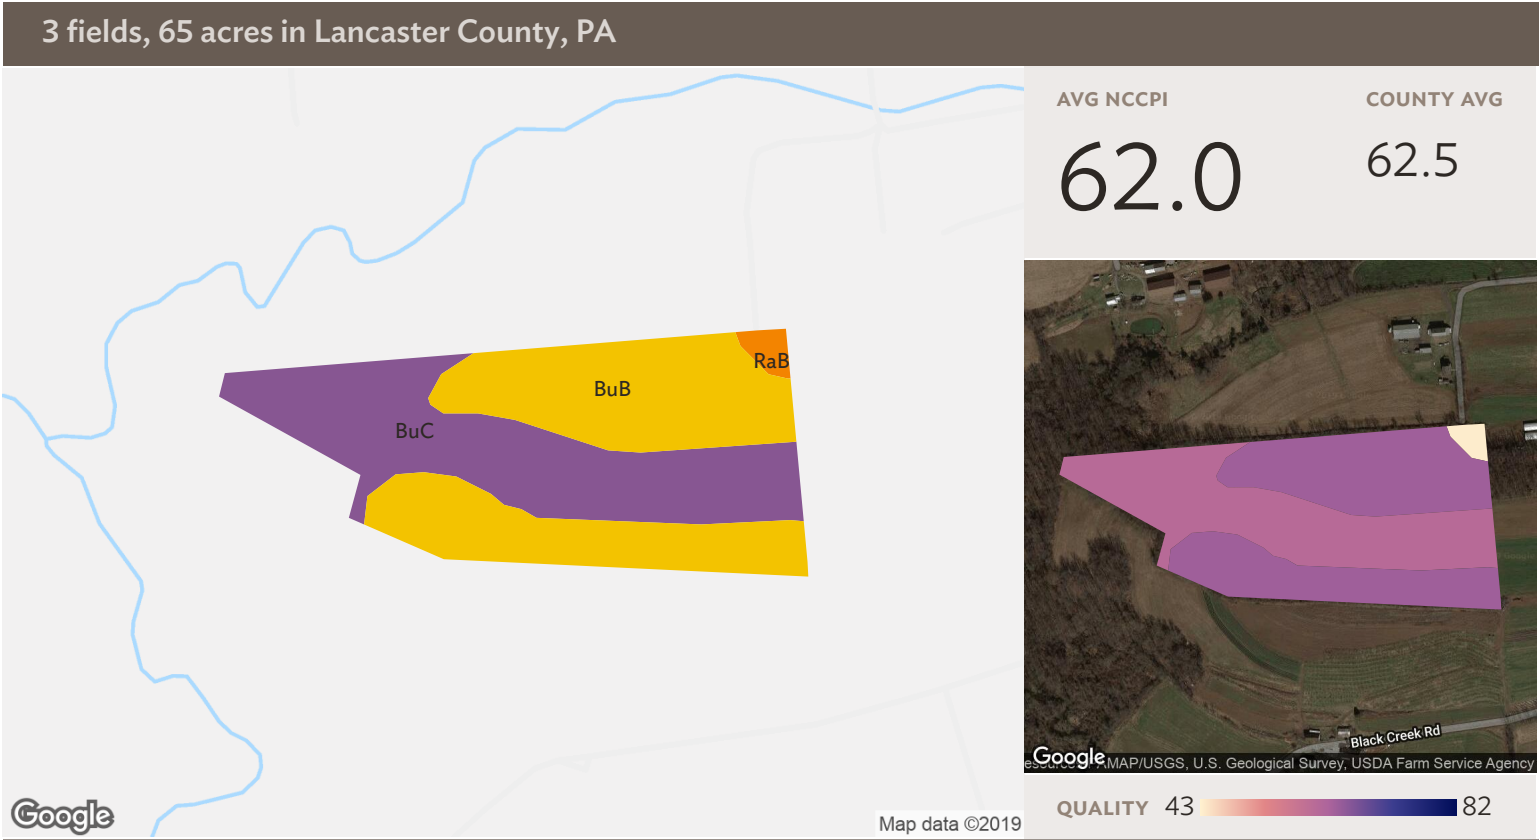 3 fields, 65 acres in Lancaster County, PA
AVG NCCPI
COUNTY AVG
62.0
62.5
RaB
BuB
BuC
Black Creek Rd
Google
AMAP/USGS, U.S. Geological Survey, USDA Farm Service Agency
Google
Map data ©2019
QUALITY 43 82